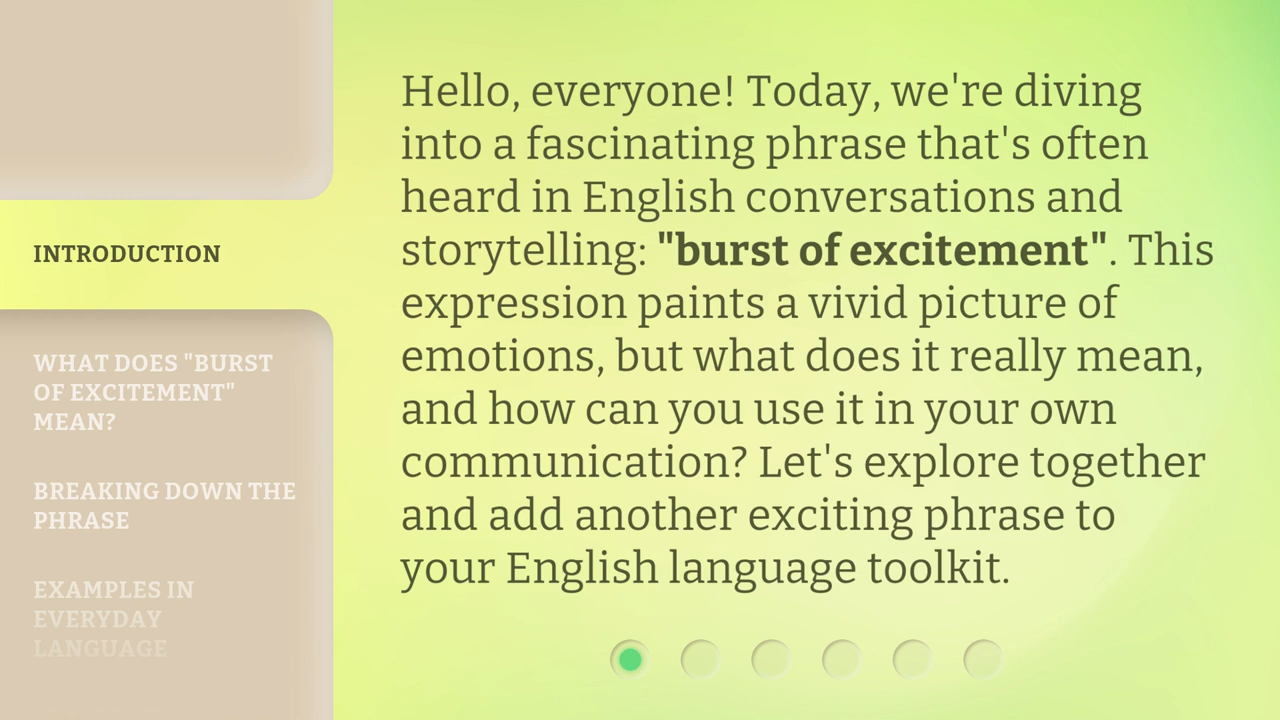 INTRODUCTION
WHAT DOES "BURST
OF EXCITEMENT"
MEAN?
BREAKING DOWN THE
PHRASE
EXAMPLES IN
EVERYDAY
LANGUAGE
Hello, everyone! Today, we're diving
into a fascinating phrase that's often
heard in English conversations and
storytelling: "burst of excitement". This
expression paints a vivid picture of
emotions, but what does it really mean,
and how can you use it in your own
communication? Let's explore together
and add another exciting phrase to
your English language toolkit.